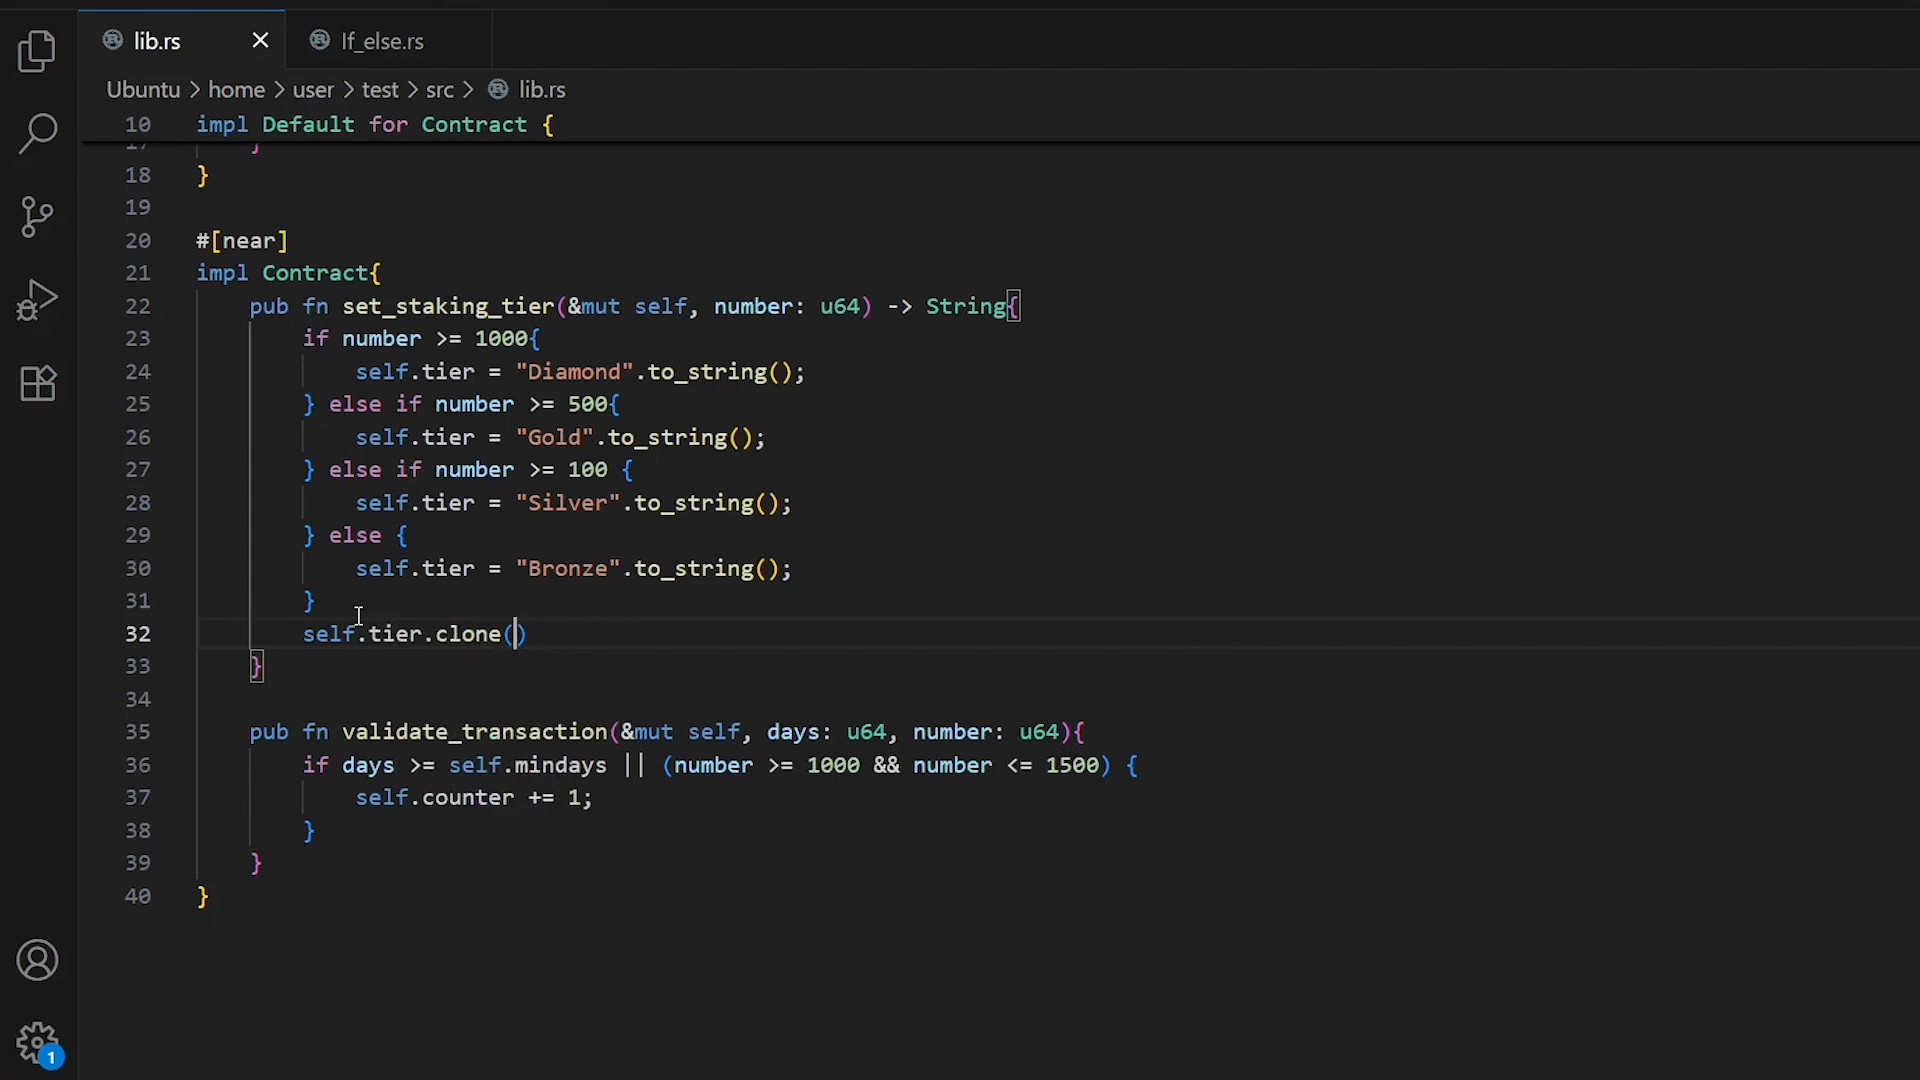 lib.rs
If_else.rs
Ubuntu > home > user > test > src > lib.rs
10 impl Default for Contract {
17 }
18 }
19
20 #[near]
21 impl Contract{
22 pub fn set_staking_tier(&mut self, number: u64) -> String{
23 if number >= 1000{
24 self.tier = "Diamond".to_string();
25 } else if number >= 500{
26 self.tier = "Gold".to_string();
27 } else if number >= 100 {
28 self.tier = "Silver".to_string();
29 } else {
30 self.tier = "Bronze".to_string();
31 }
32 self.tier.clone()
33 }
34
35 pub fn validate_transaction(&mut self, days: u64, number: u64){
36 if days >= self.mindays || (number >= 1000 && number <= 1500) {
37 self.counter += 1;
38 }
39 }
40 }
1